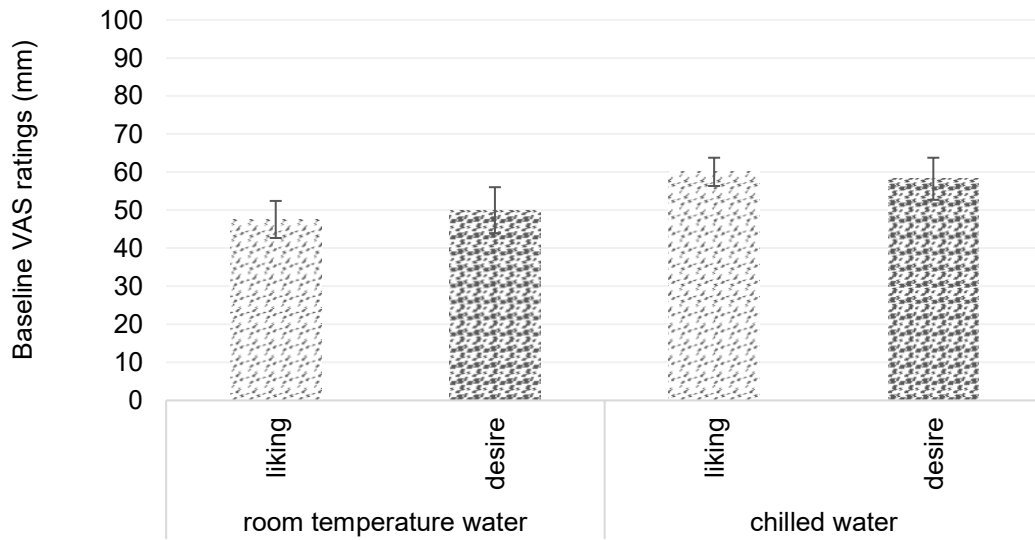 Baseline VAS ratings (mm)
100
90
80
70
60
50
40
30
20
10
0
liking
desire
liking
desire
room temperature water
chilled water